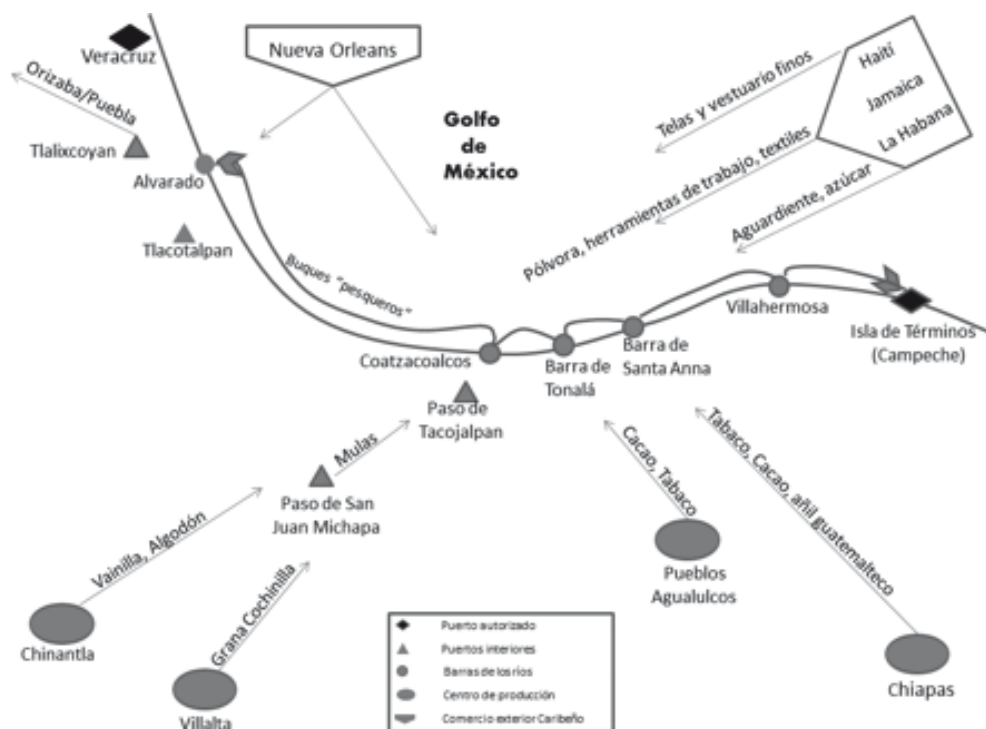 Veracruz
Nueva Orleans
Orizaba/Puebla
Tlalixcoyan
Alvarado
Tlacotalpan
Golfo
de
México
Haití
Jamaica
La Habana
Telas y vestuario finos
Pólvora, herramientas de trabajo, textiles
Aguardiente, azúcar
Buques "pesqueros"
Villahermosa
Isla de Términos
(Campeche)
Coatzacoalcos
Barra de
Tonalá
Barra de
Santa Anna
Paso de
Tacojalpan
Mulas
Paso de San
Juan Michapa
Cacao, Tabaco
Tabaco, Cacao, añil guatemalteco
Vainilla, Algodón
Grana Cochinilla
Pueblos
Agualulcos
Chinantla
Villalta
Chiapas
Puerto autorizado
Puertos interiores
Barras de los ríos
Centro de producción
Comercio exterior Caribeño